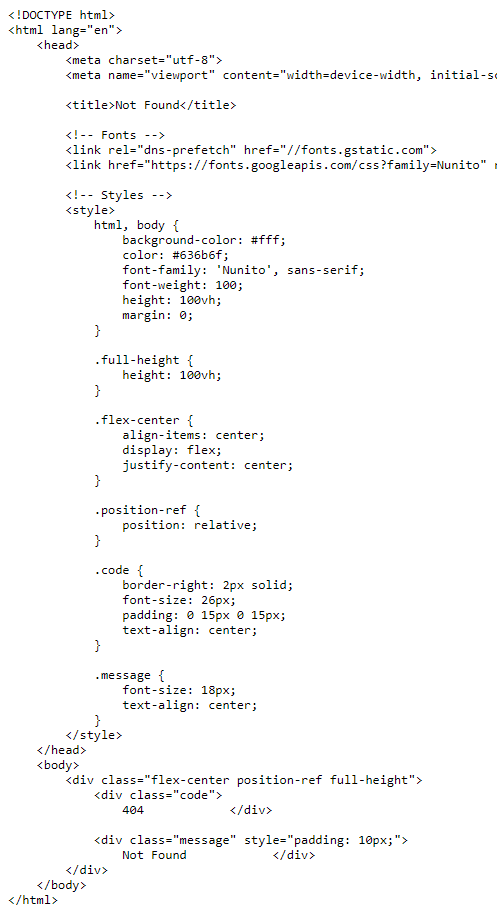 <!DOCTYPE html>
<html lang="en">
    <head>
        <meta charset="utf-8">
        <meta name="viewport" content="width=device-width,

        <title>Not Found</title>

        <!-- Fonts -->
        <link rel="dns-prefetch" href="//fonts.gstatic.com">
        <link href="https://fonts.googleapis.com/css?family=Nunito"

        <!-- Styles -->
        <style>
            html, body {
                background-color: #fff;
                color: #636b6f;
                font-family: 'Nunito', sans-serif;
                font-weight: 100;
                height: 100vh;
                margin: 0;
            }

            .full-height {
                height: 100vh;
            }

            .flex-center {
                align-items: center;
                display: flex;
                justify-content: center;
            }

            .position-ref {
                position: relative;
            }

            .code {
                border-right: 2px solid;
                font-size: 26px;
                padding: 0 15px 0 15px;
                text-align: center;
            }

            .message {
                font-size: 18px;
                text-align: center;
            }
        </style>
    </head>
    <body>
        <div class="flex-center position-ref full-height">
            <div class="code">
                404            </div>

            <div class="message" style="padding: 10px;">
                Not Found            </div>
        </div>
    </body>
</html>